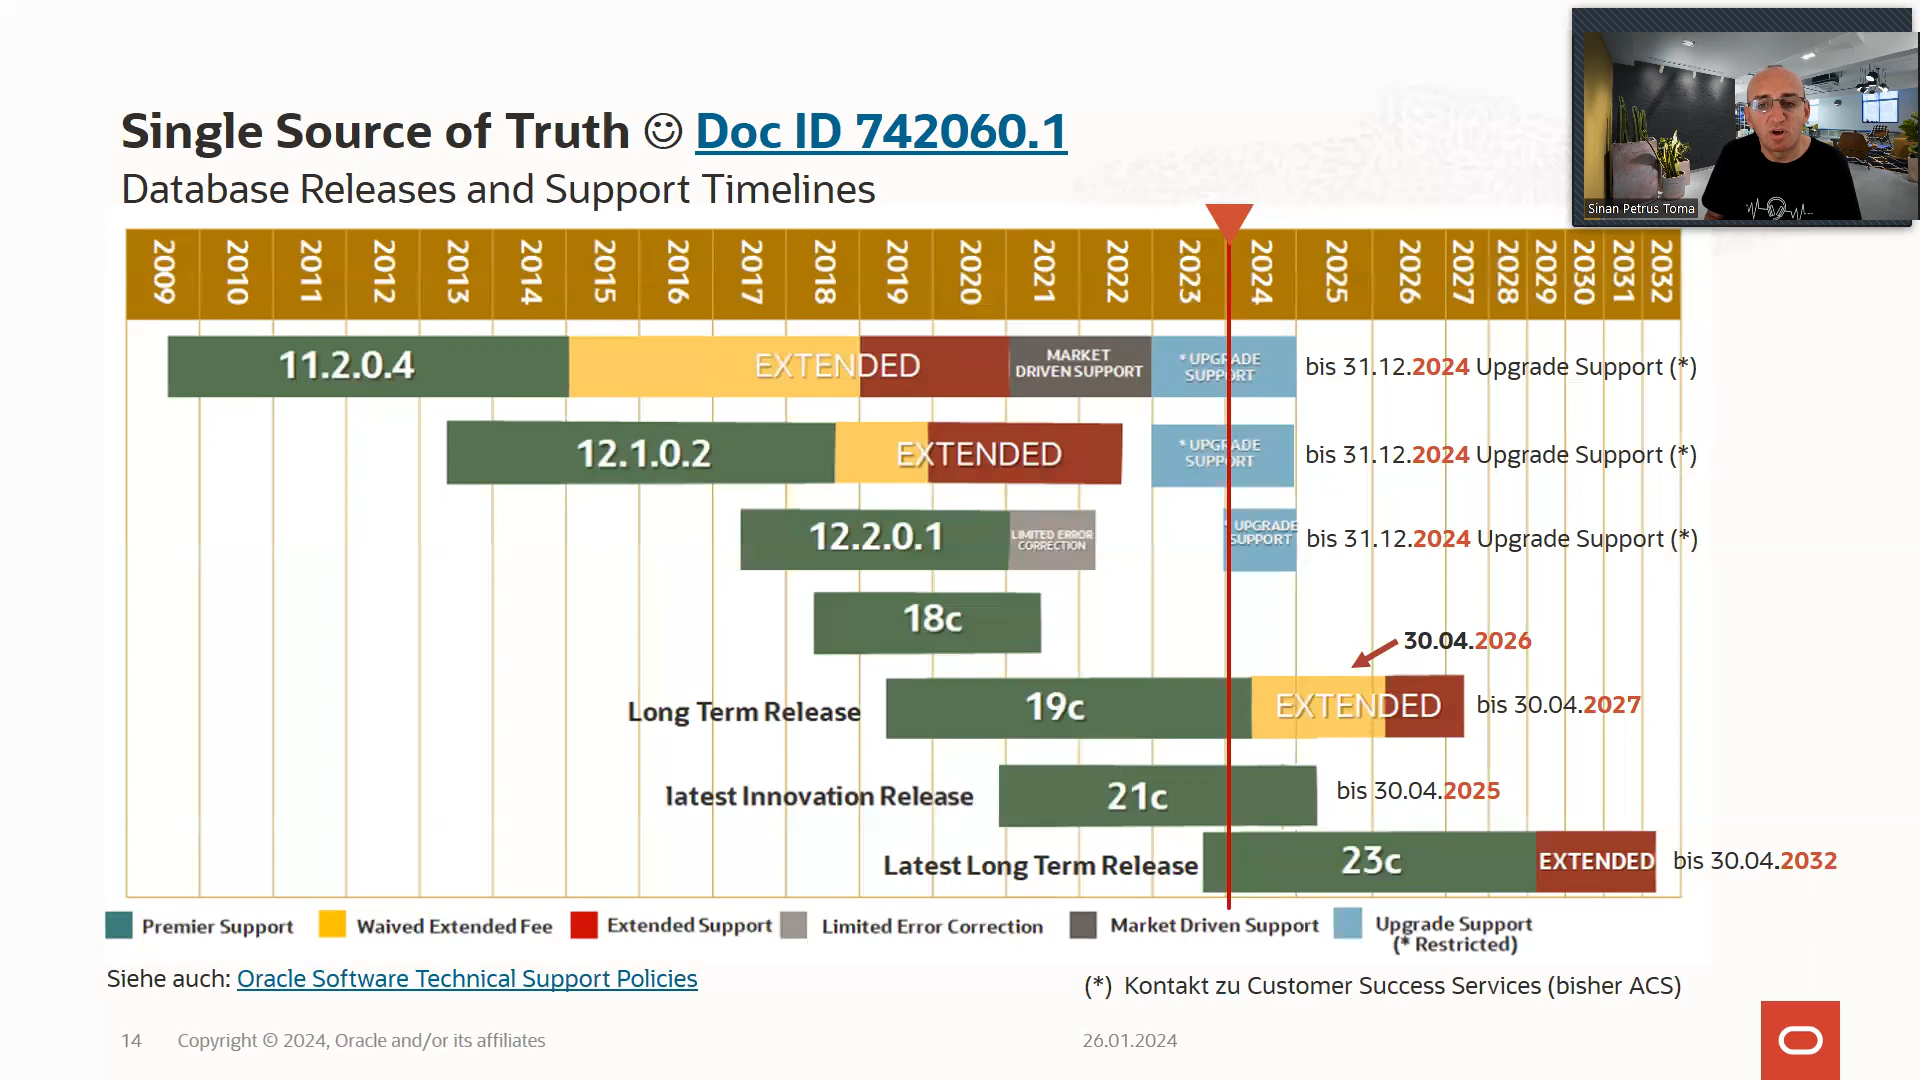 Single Source of Truth ☺ Doc ID 742060.1
Database Releases and Support Timelines
Sinan Petrus Toma
2009 2010 2011 2012 2013 2014 2015 2016 2017 2018 2019 2020 2021 2022 2023 2024 2025 2026 2027 2028 2029 2030 2031 2032
11.2.0.4 EXTENDED MARKET DRIVEN SUPPORT * UPGRADE SUPPORT bis 31.12.2024 Upgrade Support (*)
12.1.0.2 EXTENDED * UPGRADE SUPPORT bis 31.12.2024 Upgrade Support (*)
12.2.0.1 LIMITED ERROR CORRECTION * UPGRADE SUPPORT bis 31.12.2024 Upgrade Support (*)
18c
30.04.2026
Long Term Release 19c EXTENDED bis 30.04.2027
latest Innovation Release 21c bis 30.04.2025
Latest Long Term Release 23c EXTENDED bis 30.04.2032
Premier Support Waived Extended Fee Extended Support Limited Error Correction Market Driven Support Upgrade Support
(* Restricted)
Siehe auch: Oracle Software Technical Support Policies
(*) Kontakt zu Customer Success Services (bisher ACS)
14 Copyright © 2024, Oracle and/or its affiliates 26.01.2024